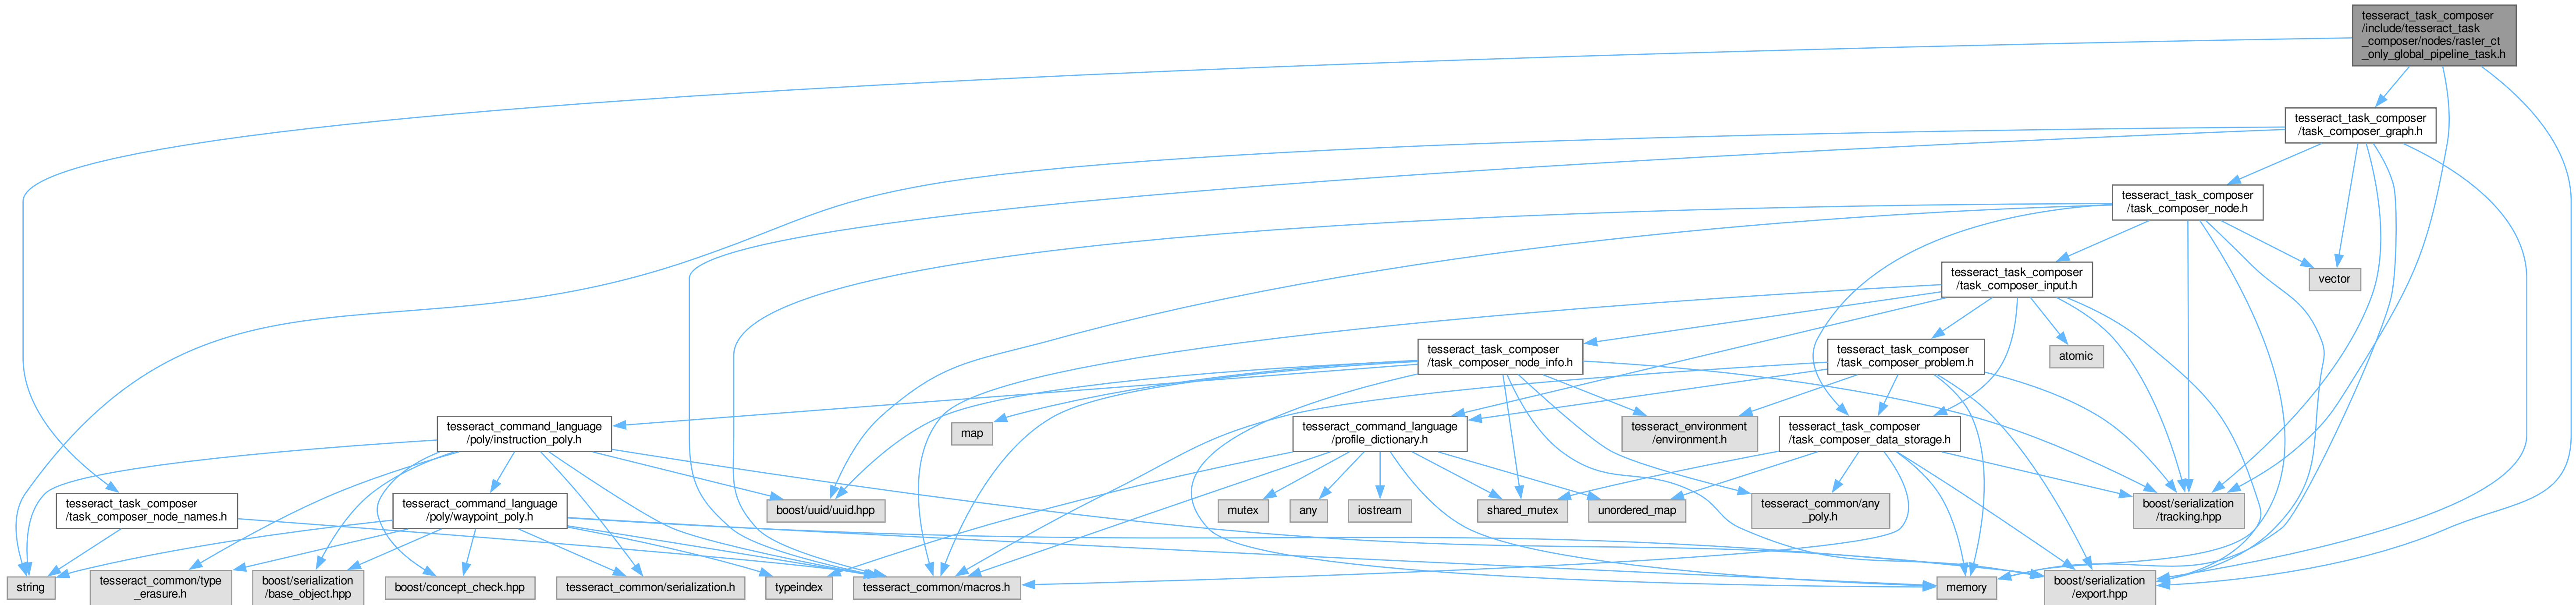 tesseract_task_composer
/include/tesseract_task
_composer/nodes/raster_ct
_only_global_pipeline_task.h
tesseract_task_composer
/task_composer_graph.h
tesseract_task_composer
/task_composer_node.h
tesseract_task_composer
/task_composer_input.h
vector
tesseract_task_composer
/task_composer_node_info.h
tesseract_task_composer
/task_composer_problem.h
atomic
tesseract_command_language
/poly/instruction_poly.h
map
tesseract_command_language
/profile_dictionary.h
tesseract_environment
/environment.h
tesseract_task_composer
/task_composer_data_storage.h
tesseract_task_composer
/task_composer_node_names.h
tesseract_command_language
/poly/waypoint_poly.h
boost/uuid/uuid.hpp
mutex
any
iostream
shared_mutex
unordered_map
tesseract_common/any
_poly.h
boost/serialization
/tracking.hpp
string
tesseract_common/type
_erasure.h
boost/serialization
/base_object.hpp
boost/concept_check.hpp
tesseract_common/serialization.h
typeindex
tesseract_common/macros.h
memory
boost/serialization
/export.hpp